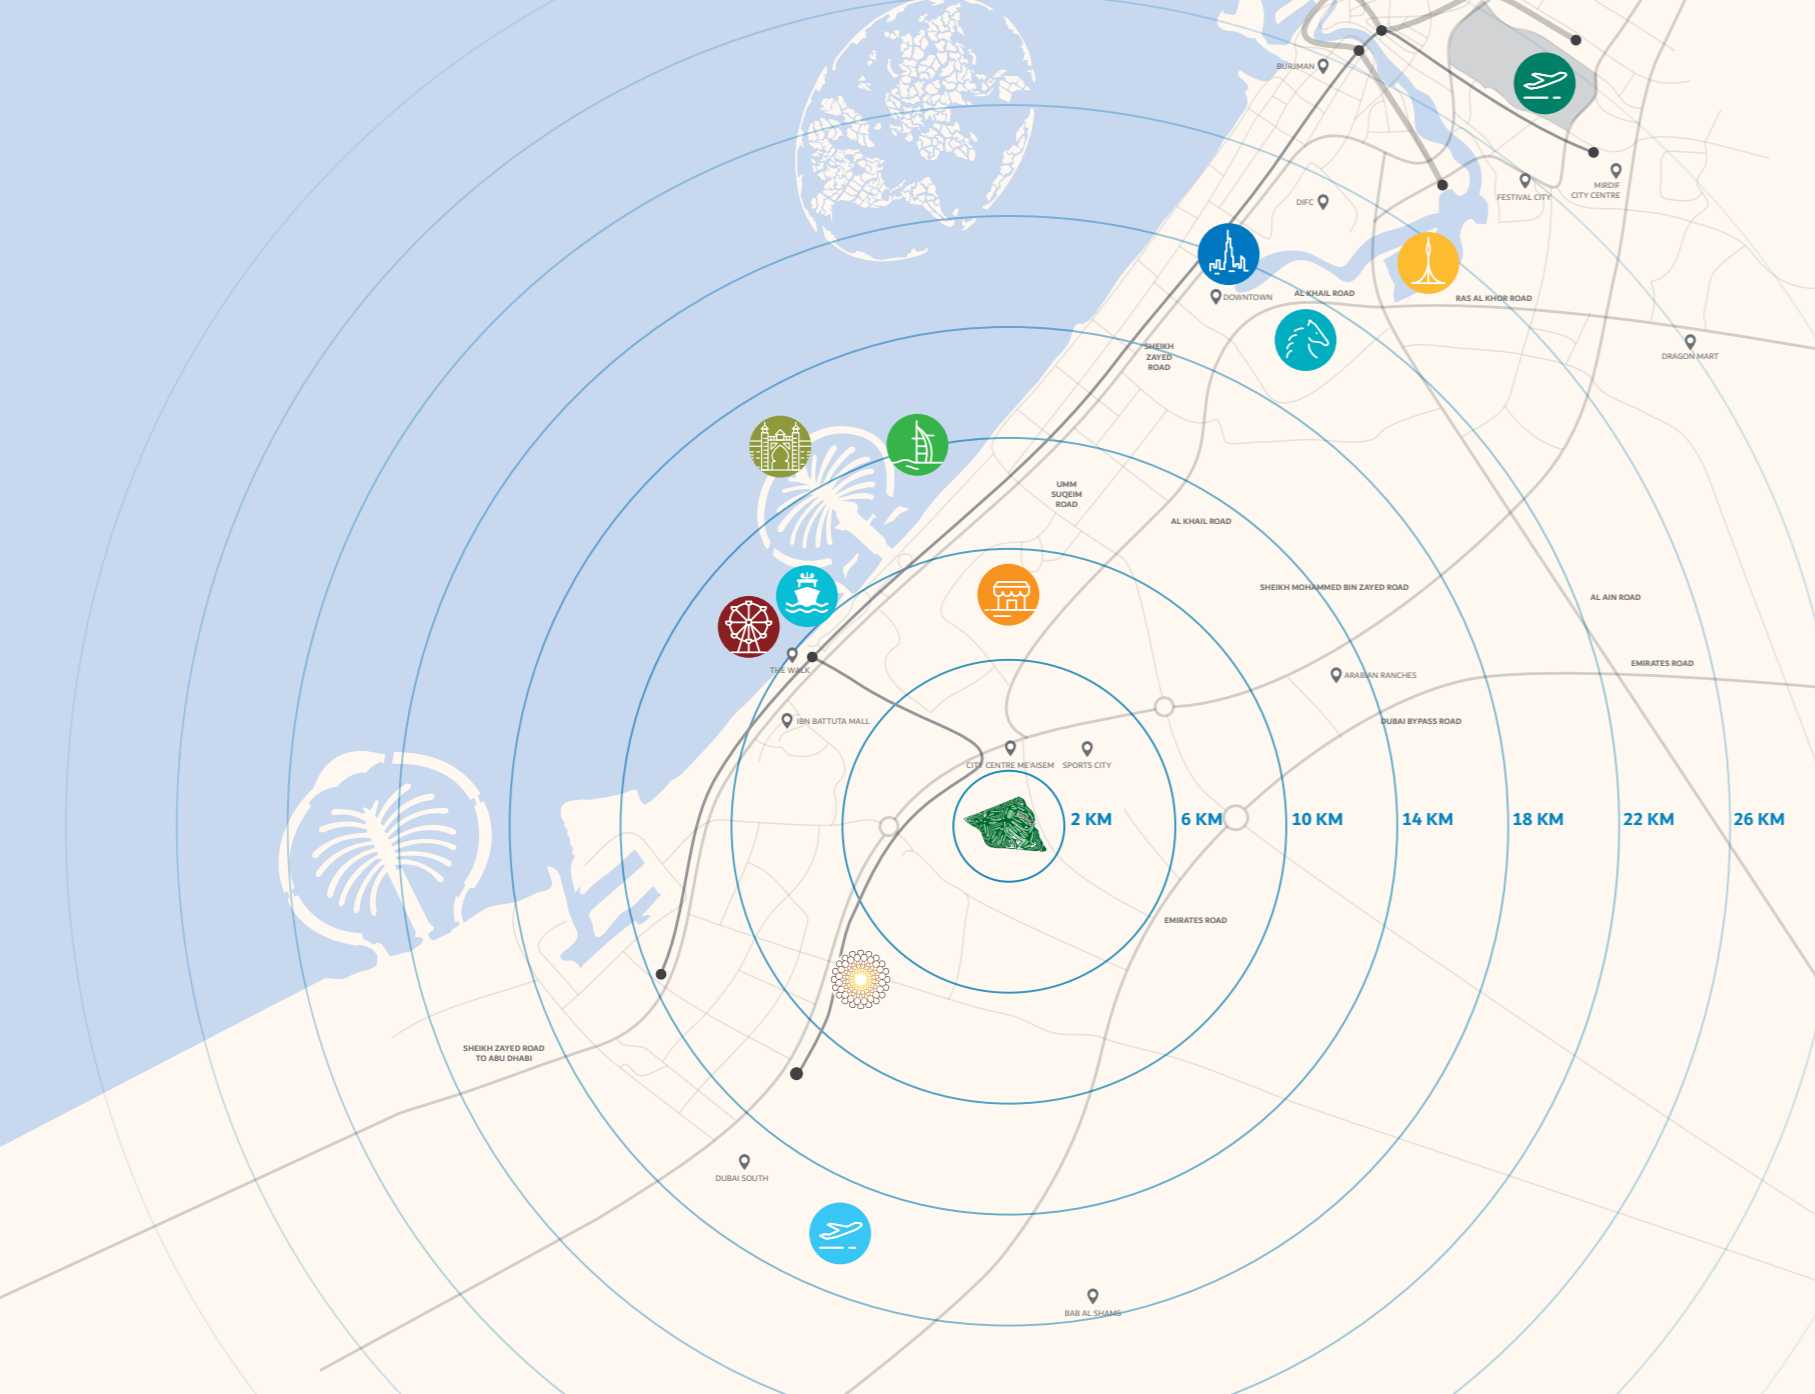 BURJMAN
MIRDIF
CITY CENTRE
FESTIVAL CITY
DIFC
DOWNTOWN
AL KHAIL ROAD
RAS AL KHOR ROAD
SHEIKH
ZAYED
ROAD
DRAGON MART
UMM
SUQEIM
ROAD
AL KHAIL ROAD
SHEIKH MOHAMMED BIN ZAYED ROAD
AL AIN ROAD
THE WALK
EMIRATES ROAD
ARABIAN RANCHES
IBN BATTUTA MALL
DUBAI BYPASS ROAD
CITY CENTRE ME'AISEM
SPORTS CITY
2 KM
6 KM
10 KM
14 KM
18 KM
22 KM
26 KM
EMIRATES ROAD
SHEIKH ZAYED ROAD
TO ABU DHABI
DUBAI SOUTH
BAB AL SHAMS